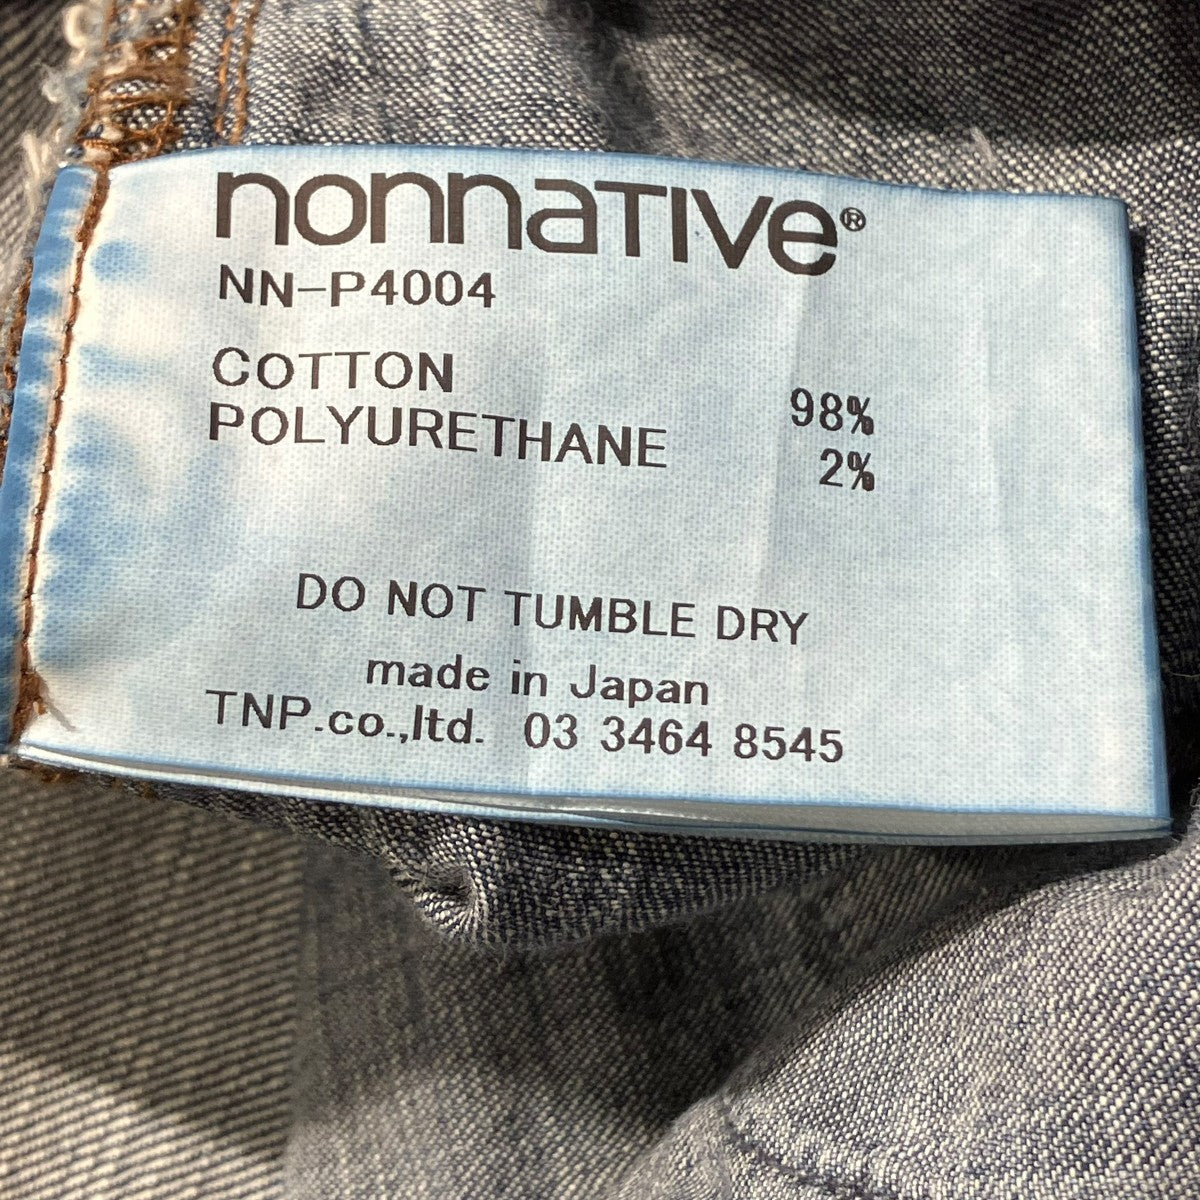 nonnaTIVe®
NN-P4004
COTTON 98%
POLYURETHANE 2%
DO NOT TUMBLE DRY
made in Japan
TNP.co.,ltd. 03 3464 8545